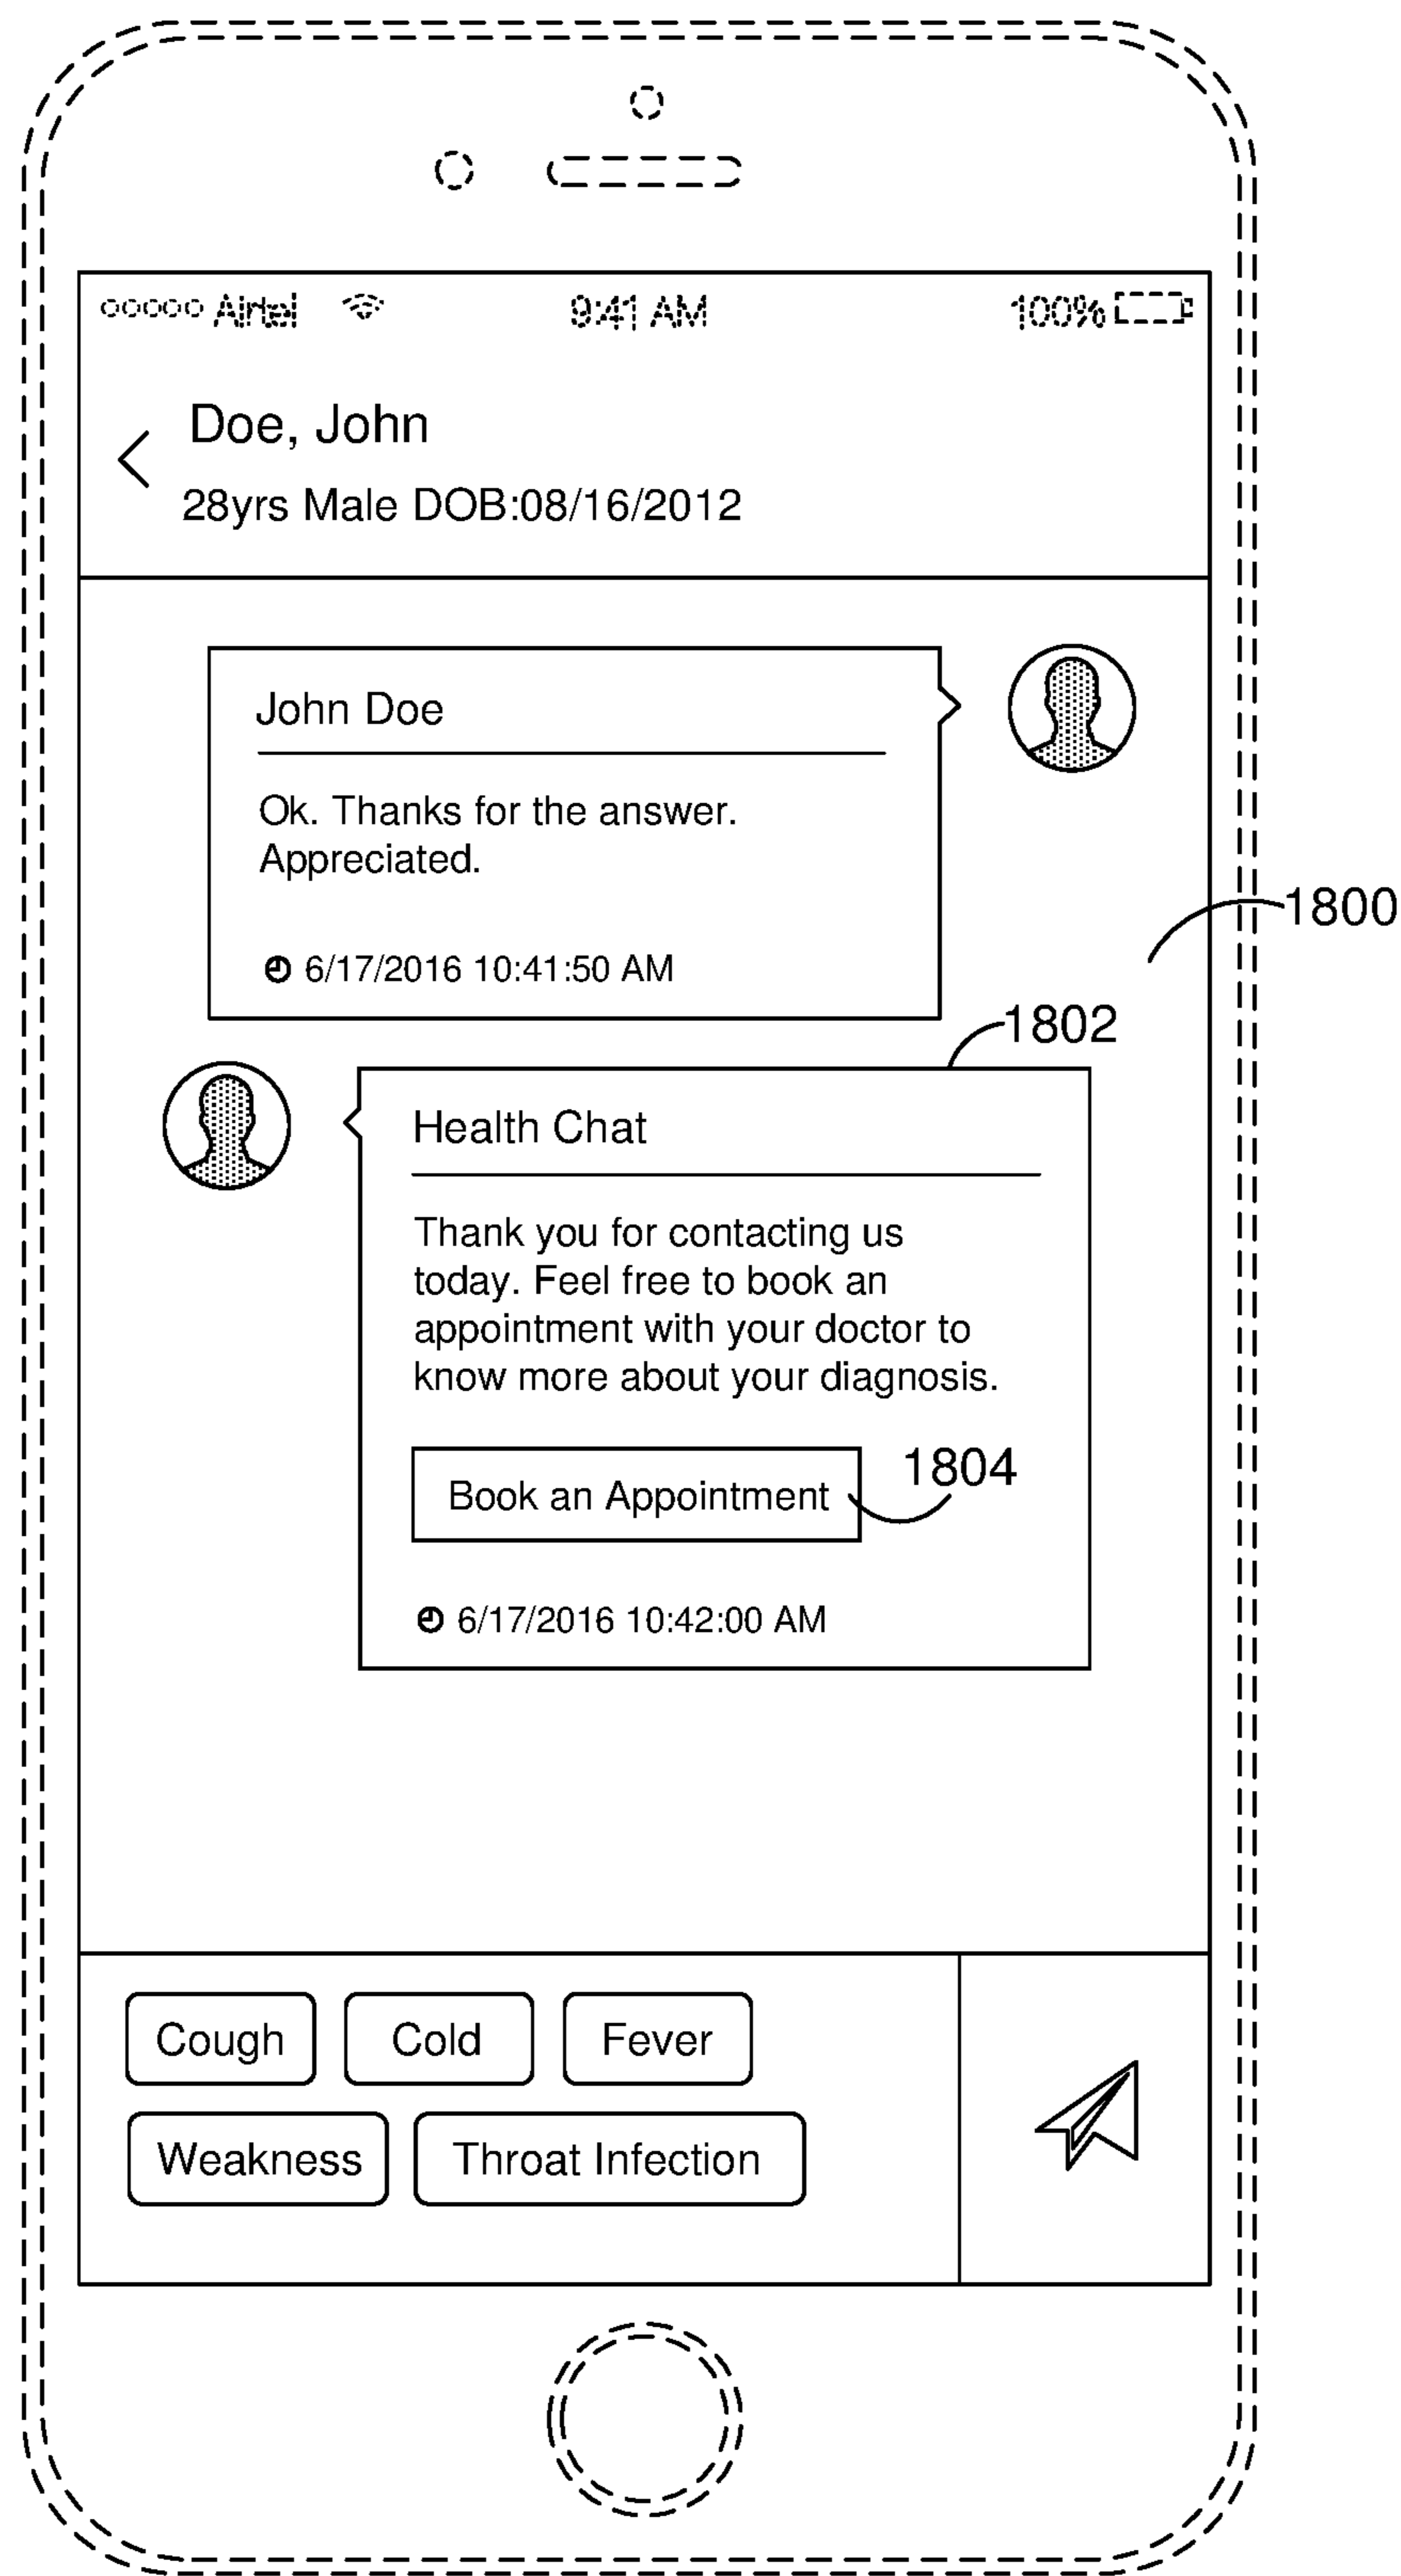 Airtel 9:41 AM 100%
Doe, John
28yrs Male DOB:08/16/2012
John Doe
Ok. Thanks for the answer.
Appreciated.
6/17/2016 10:41:50 AM
1800
1802
Health Chat
Thank you for contacting us
today. Feel free to book an
appointment with your doctor to
know more about your diagnosis.
Book an Appointment
1804
6/17/2016 10:42:00 AM
Cough Cold Fever
Weakness Throat Infection